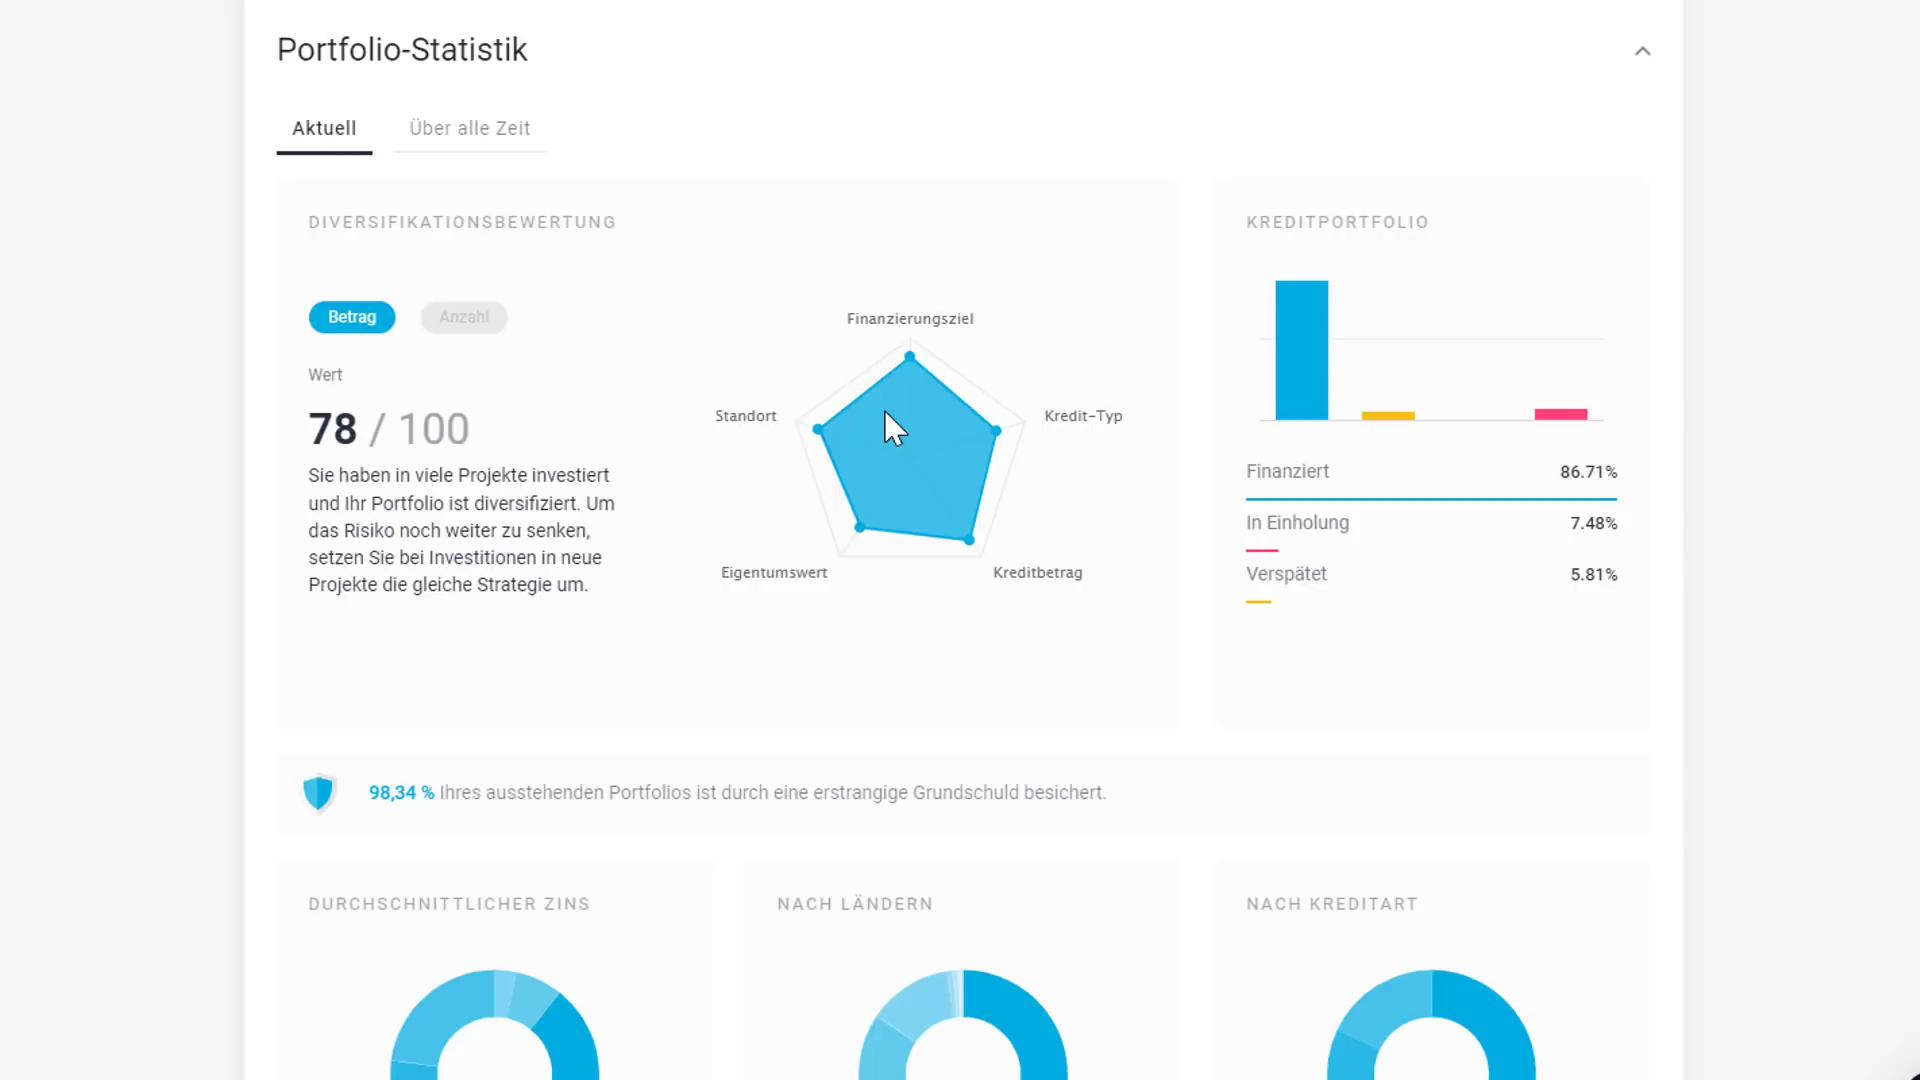 Portfolio-Statistik
Aktuell
Über alle Zeit
DIVERSIFIKATIONSBEWERTUNG
Betrag
Anzahl
Wert
78 / 100
Sie haben in viele Projekte investiert
und Ihr Portfolio ist diversifiziert. Um
das Risiko noch weiter zu senken,
setzen Sie bei Investitionen in neue
Projekte die gleiche Strategie um.
Finanzierungsziel
Standort
Kredit-Typ
Eigentumswert
Kreditbetrag
KREDITPORTFOLIO
Finanziert 86.71%
In Einholung 7.48%
Verspätet 5.81%
98,34 % Ihres ausstehenden Portfolios ist durch eine erstrangige Grundschuld besichert.
DURCHSCHNITTLICHER ZINS
NACH LÄNDERN
NACH KREDITART